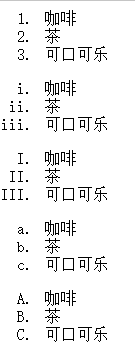 1. 咖啡
2. 茶
3. 可口可乐
i. 咖啡
ii. 茶
iii. 可口可乐
I. 咖啡
II. 茶
III. 可口可乐
a. 咖啡
b. 茶
c. 可口可乐
A. 咖啡
B. 茶
C. 可口可乐